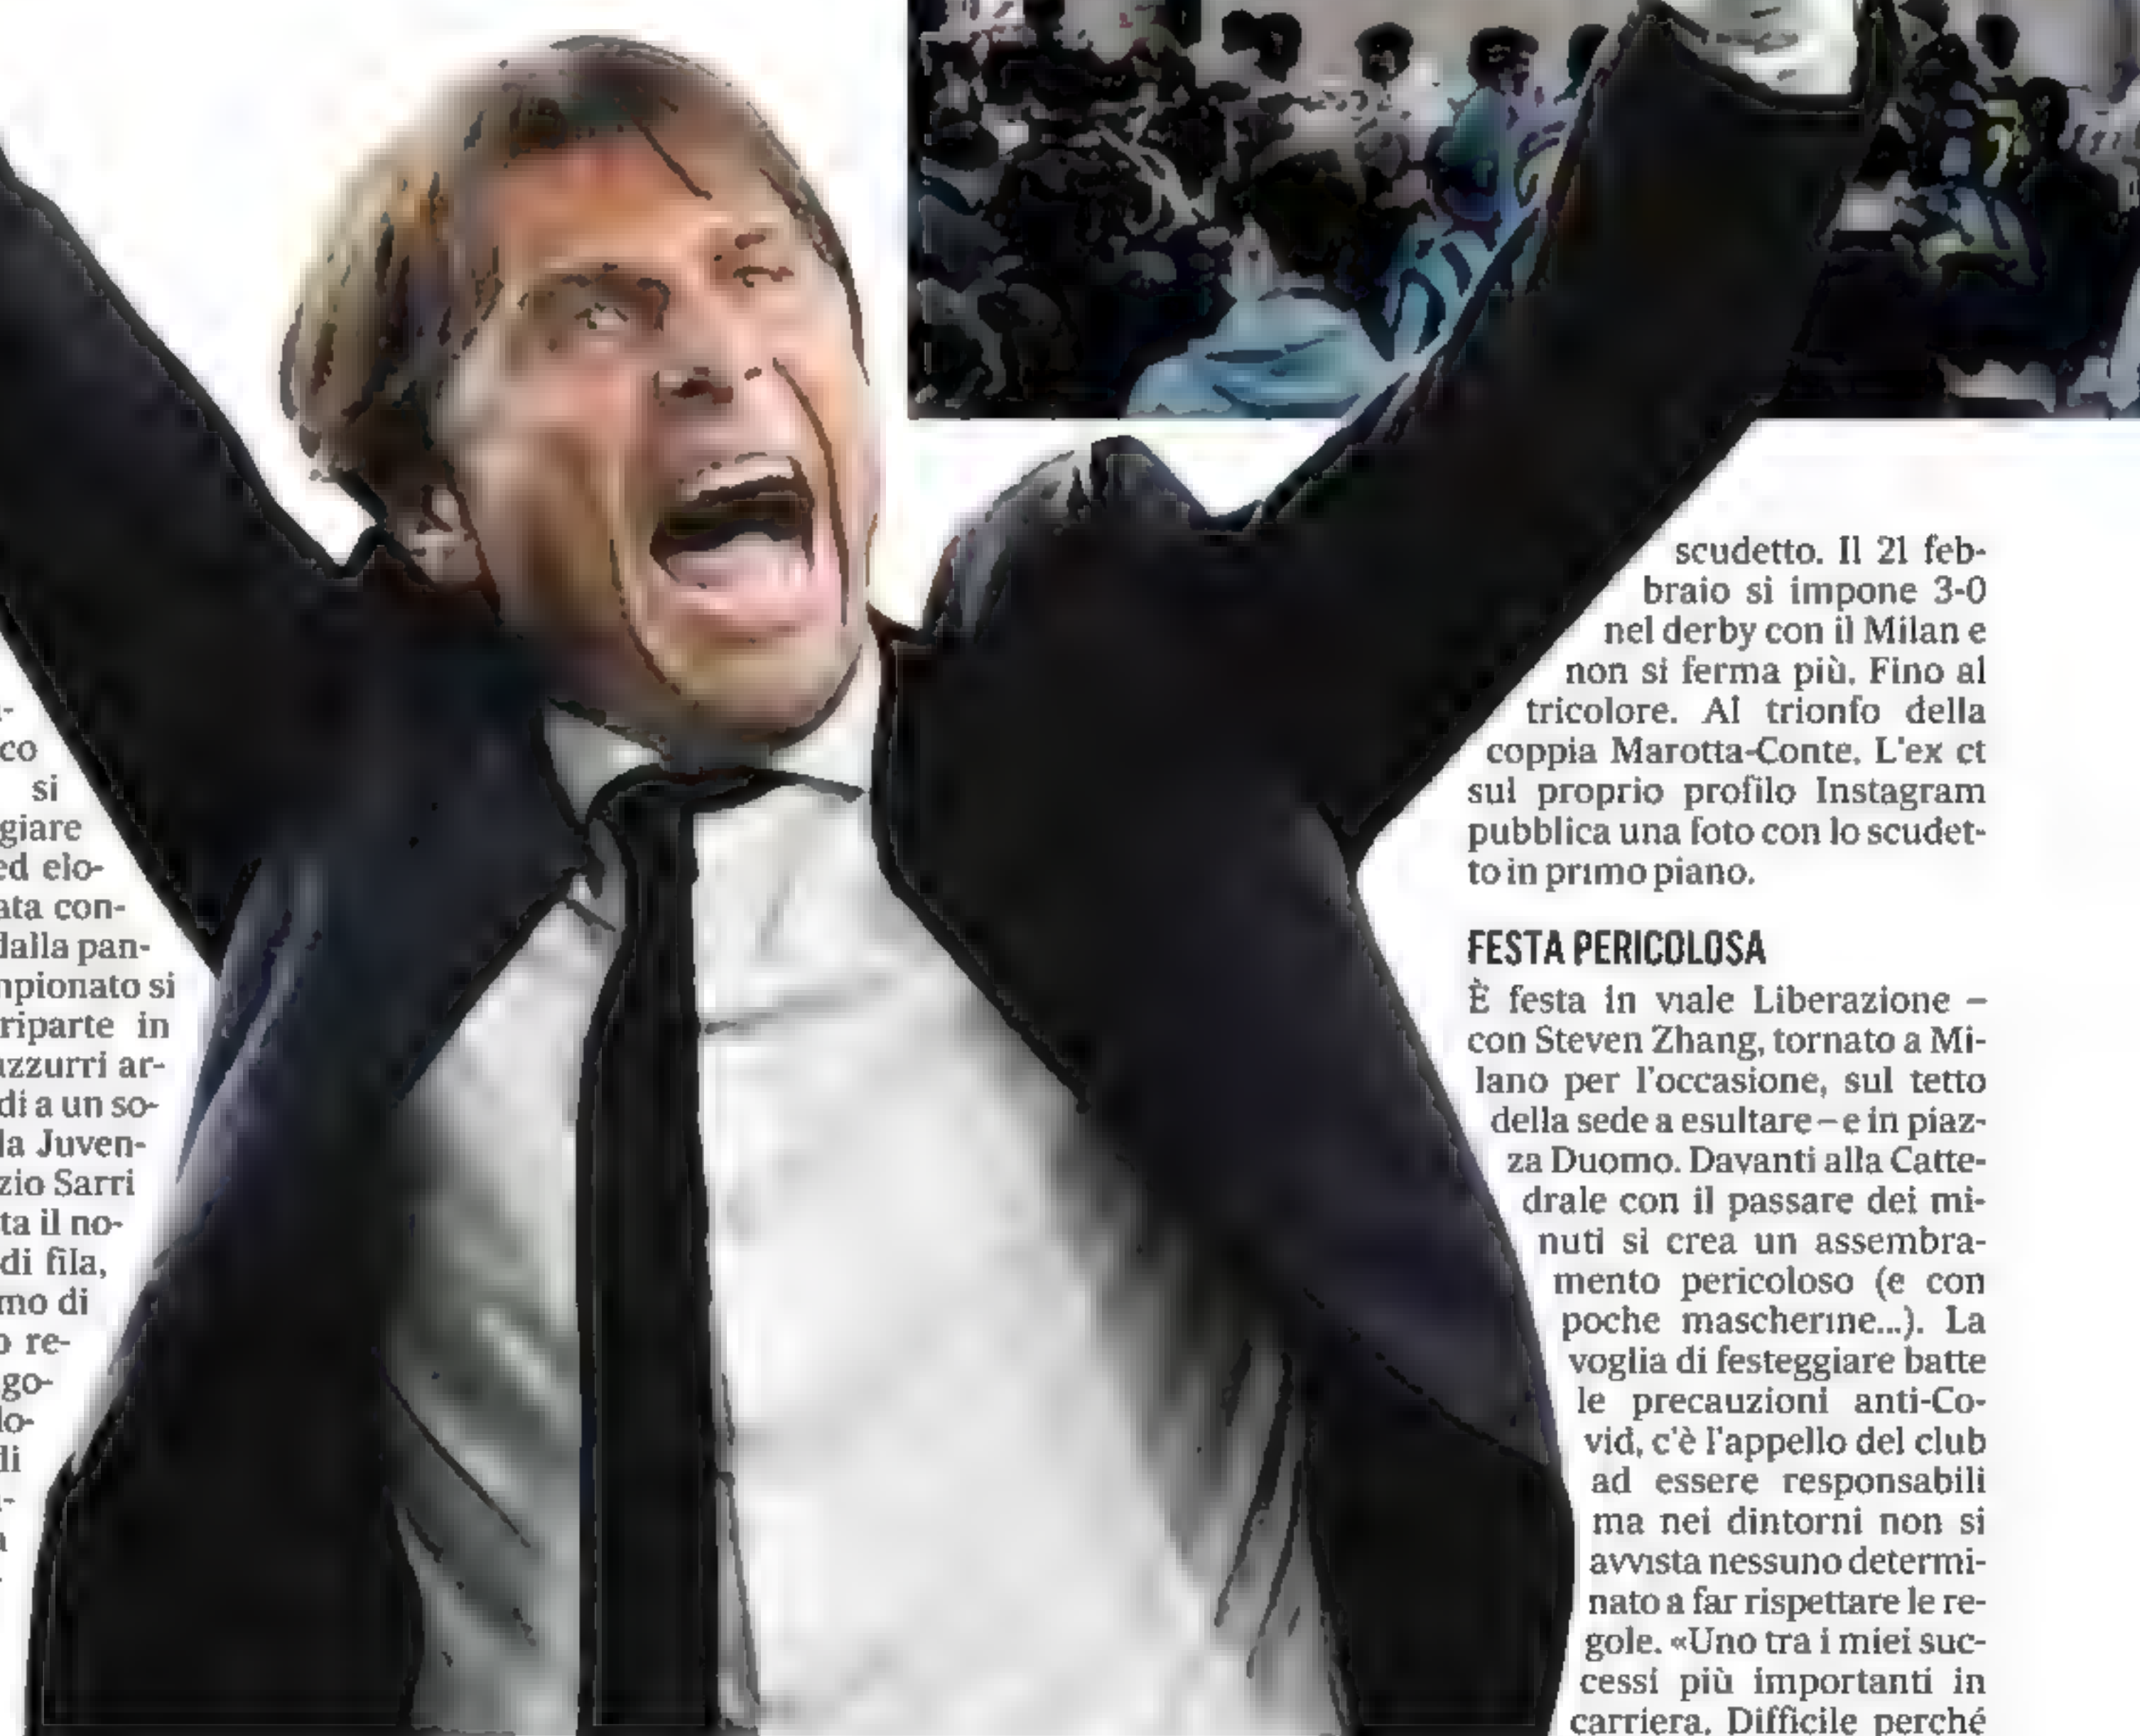 co
si
giare
ed elo-
ata con-
dalla pan-
mpionato si
riparte in
azzurri ar-
di a un so-
la Juven-
zio Sarri
ta il no-
di fila,
mo di
o re-
go-
lo-
di
scudetto. Il 21 feb-
braio si impone 3-0
nel derby con il Milan e
non si ferma più. Fino al
tricolore. Al trionfo della
coppia Marotta-Conte. L'ex ct
sul proprio profilo Instagram
pubblica una foto con lo scudet-
to in primo piano.
FESTA PERICOLOSA
È festa in viale Liberazione –
con Steven Zhang, tornato a Mi-
lano per l'occasione, sul tetto
della sede a esultare – e in piaz-
za Duomo. Davanti alla Catte-
drale con il passare dei mi-
nuti si crea un assembra-
mento pericoloso (e con
poche mascherine...). La
voglia di festeggiare batte
le precauzioni anti-Co-
vid, c'è l'appello del club
ad essere responsabili
ma nei dintorni non si
avvista nessuno determi-
nato a far rispettare le re-
gole. «Uno tra i miei suc-
cessi più importanti in
carriera. Difficile perché